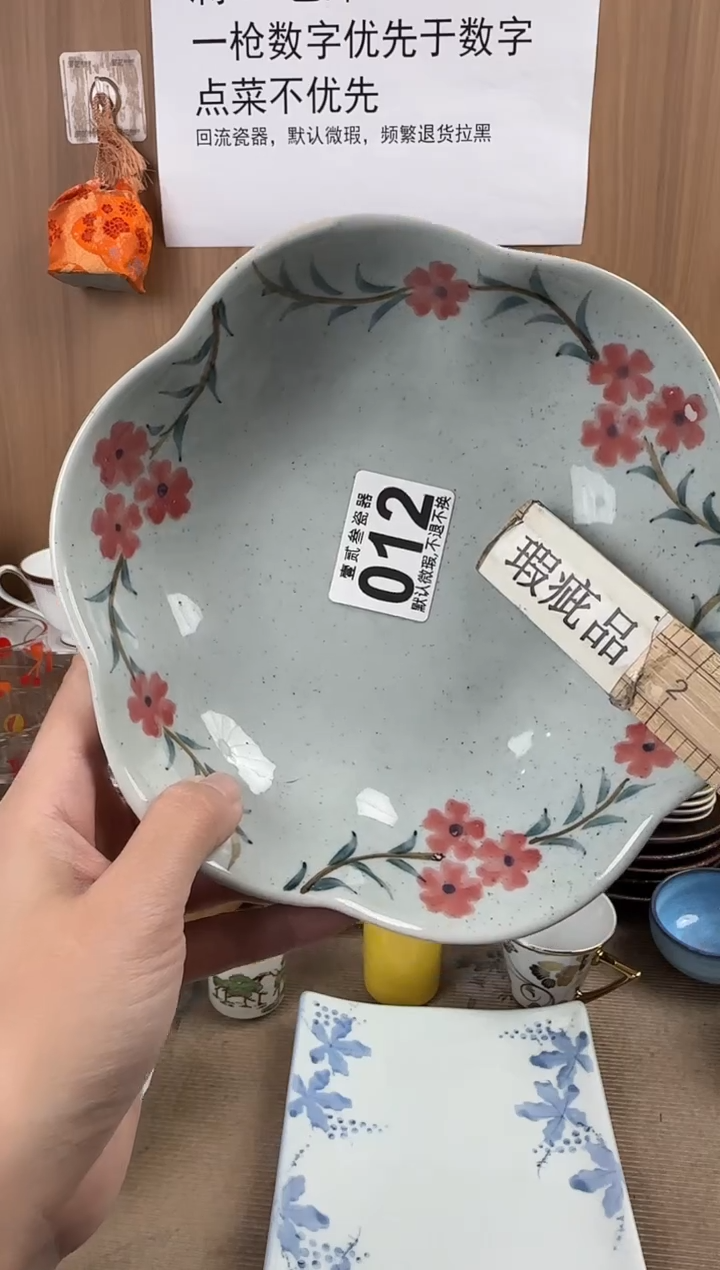 一枪数字优先于数字
点菜不优先
回流瓷器，默认微瑕，频繁退货拉黑
壹贰叁瓷器
012
默认微瑕,不退不换
瑕疵品
2